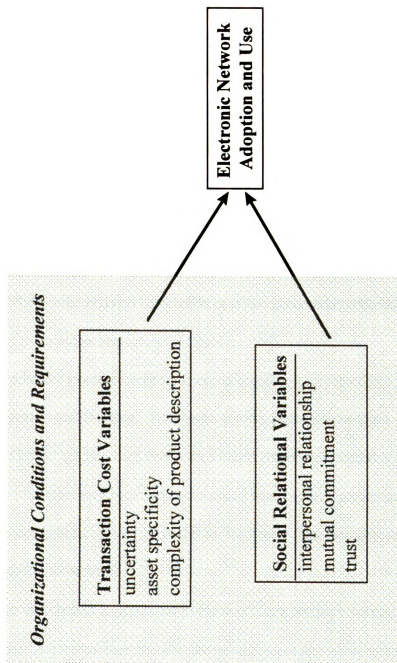 Organizational Conditions and Requirements
Transaction Cost Variables
uncertainty
asset specificity
complexity of product description
Social Relational Variables
interpersonal relationship
mutual commitment
trust
Electronic Network
Adoption and Use